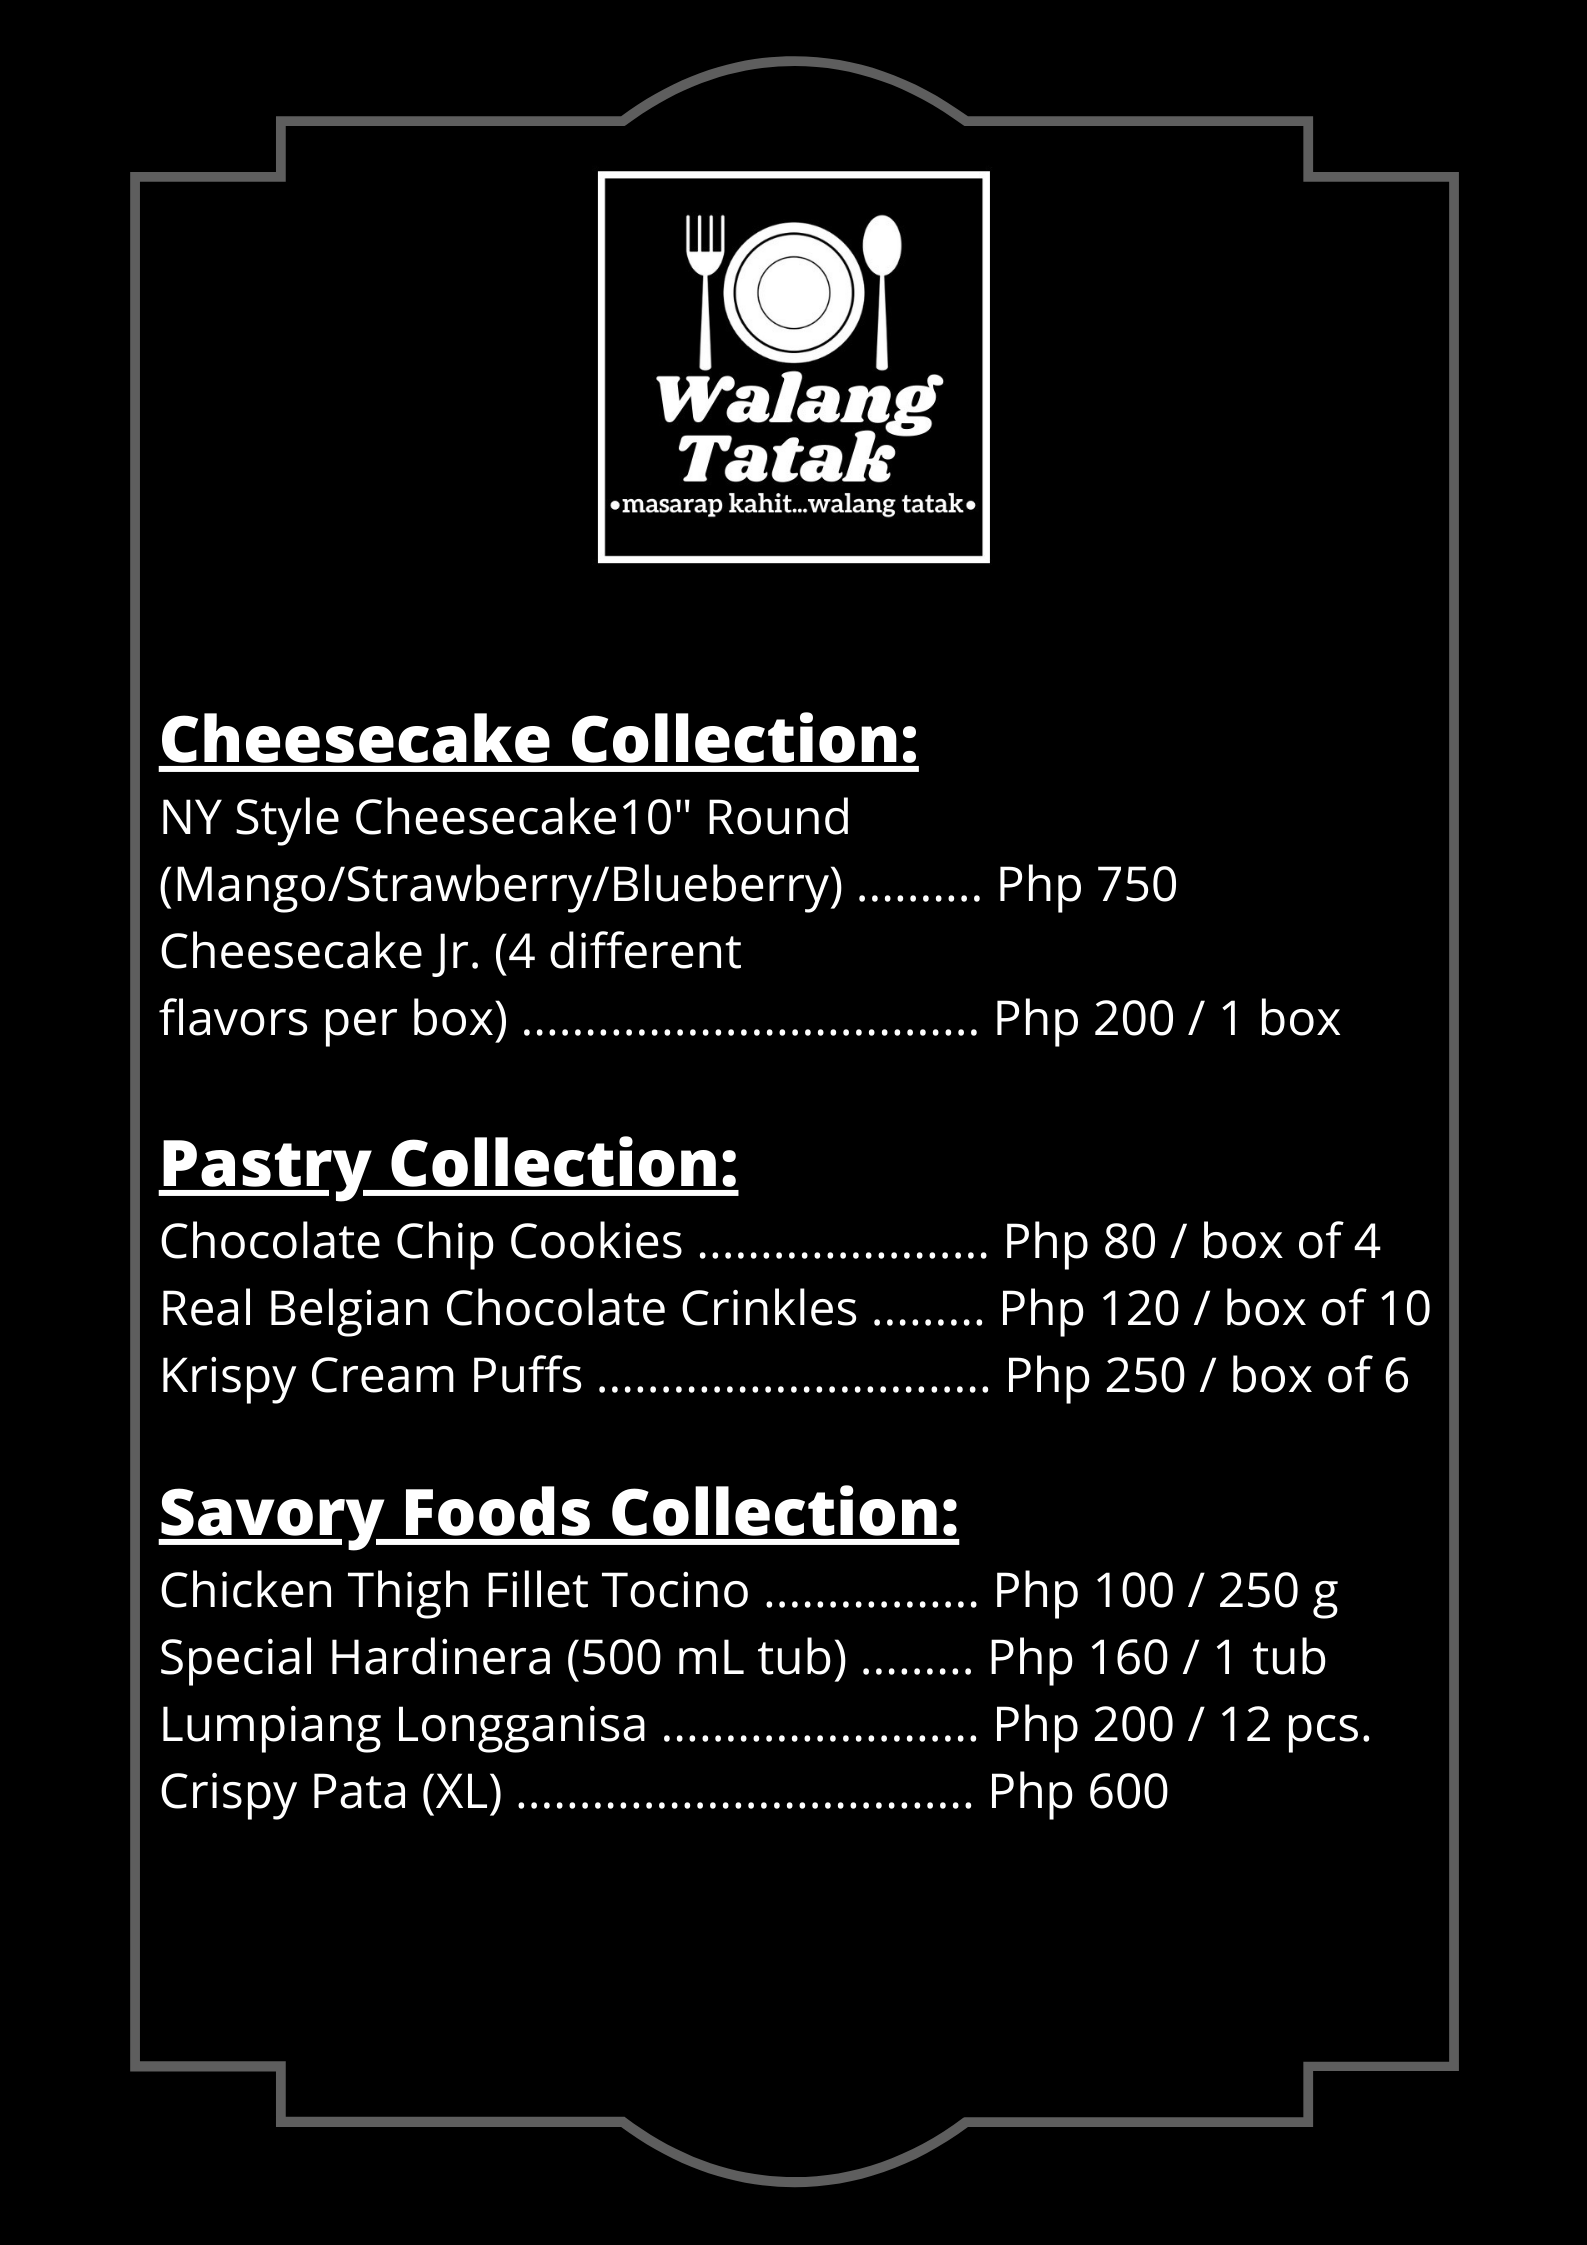 Walang
Tatak
•masarap kahit...walang tatak•
Cheesecake Collection:
NY Style Cheesecake10" Round
(Mango/Strawberry/Blueberry) .......... Php 750
Cheesecake Jr. (4 different
flavors per box) .................................... Php 200 / 1 box
Pastry Collection:
Chocolate Chip Cookies ....................... Php 80 / box of 4
Real Belgian Chocolate Crinkles ......... Php 120 / box of 10
Krispy Cream Puffs ............................... Php 250 / box of 6
Savory Foods Collection:
Chicken Thigh Fillet Tocino ................. Php 100 / 250 g
Special Hardinera (500 mL tub) ......... Php 160 / 1 tub
Lumpiang Longganisa ......................... Php 200 / 12 pcs.
Crispy Pata (XL) .................................... Php 600